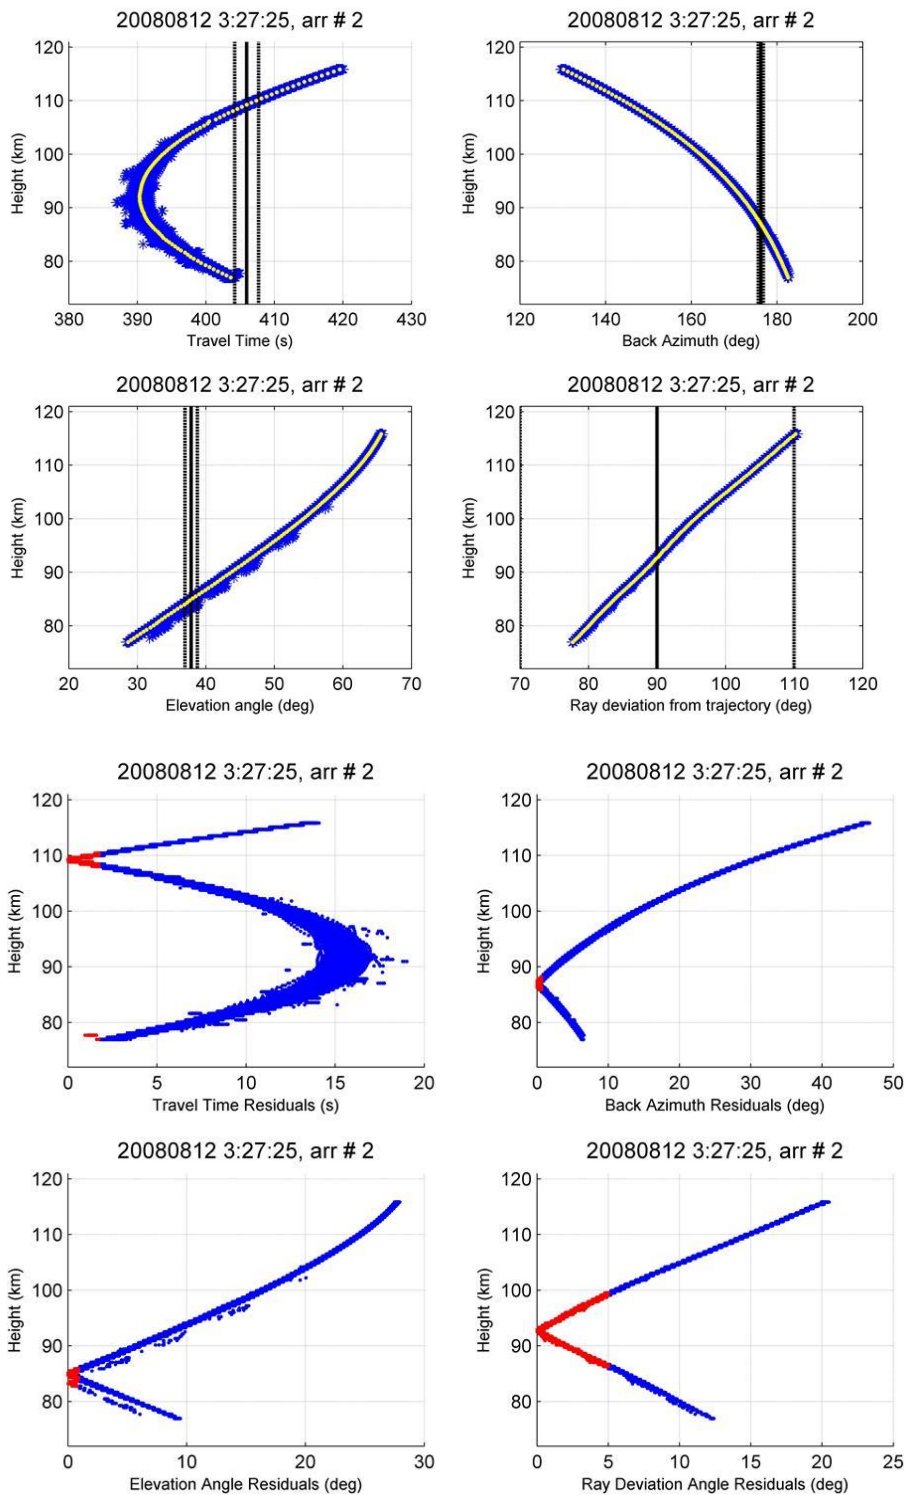 20080812 3:27:25, arr # 2
120
110
100
90
80
Height (km)
380 390 400 410 420 430
Travel Time (s)
20080812 3:27:25, arr # 2
120
110
100
90
80
Height (km)
120 140 160 180 200
Back Azimuth (deg)
20080812 3:27:25, arr # 2
120
110
100
90
80
Height (km)
20 30 40 50 60 70
Elevation angle (deg)
20080812 3:27:25, arr # 2
120
110
100
90
80
Height (km)
70 80 90 100 110 120
Ray deviation from trajectory (deg)
20080812 3:27:25, arr # 2
120
110
100
90
80
Height (km)
0 5 10 15 20
Travel Time Residuals (s)
20080812 3:27:25, arr # 2
120
110
100
90
80
Height (km)
0 10 20 30 40 50
Back Azimuth Residuals (deg)
20080812 3:27:25, arr # 2
120
110
100
90
80
Height (km)
0 10 20 30
Elevation Angle Residuals (deg)
20080812 3:27:25, arr # 2
120
110
100
90
80
Height (km)
0 5 10 15 20 25
Ray Deviation Angle Residuals (deg)